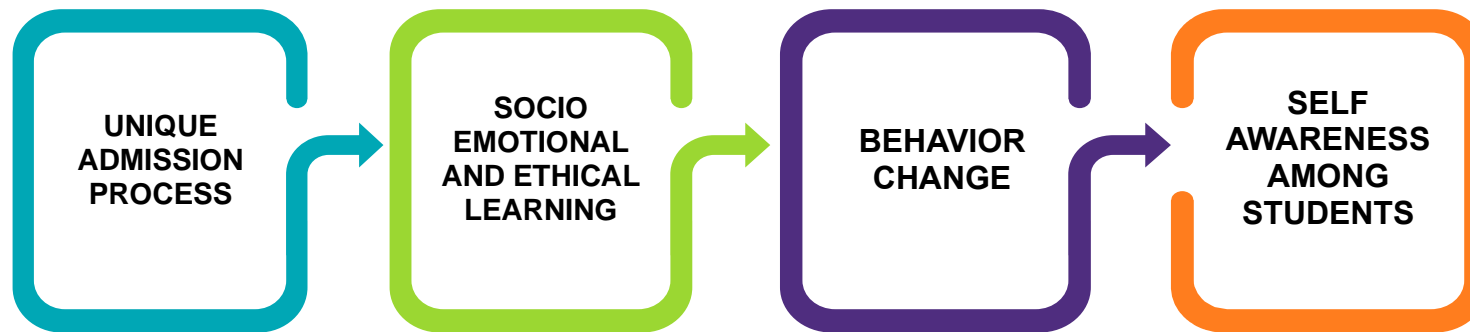 UNIQUE
ADMISSION
PROCESS
SOCIO
EMOTIONAL
AND ETHICAL
LEARNING
BEHAVIOR
CHANGE
SELF
AWARENESS
AMONG
STUDENTS